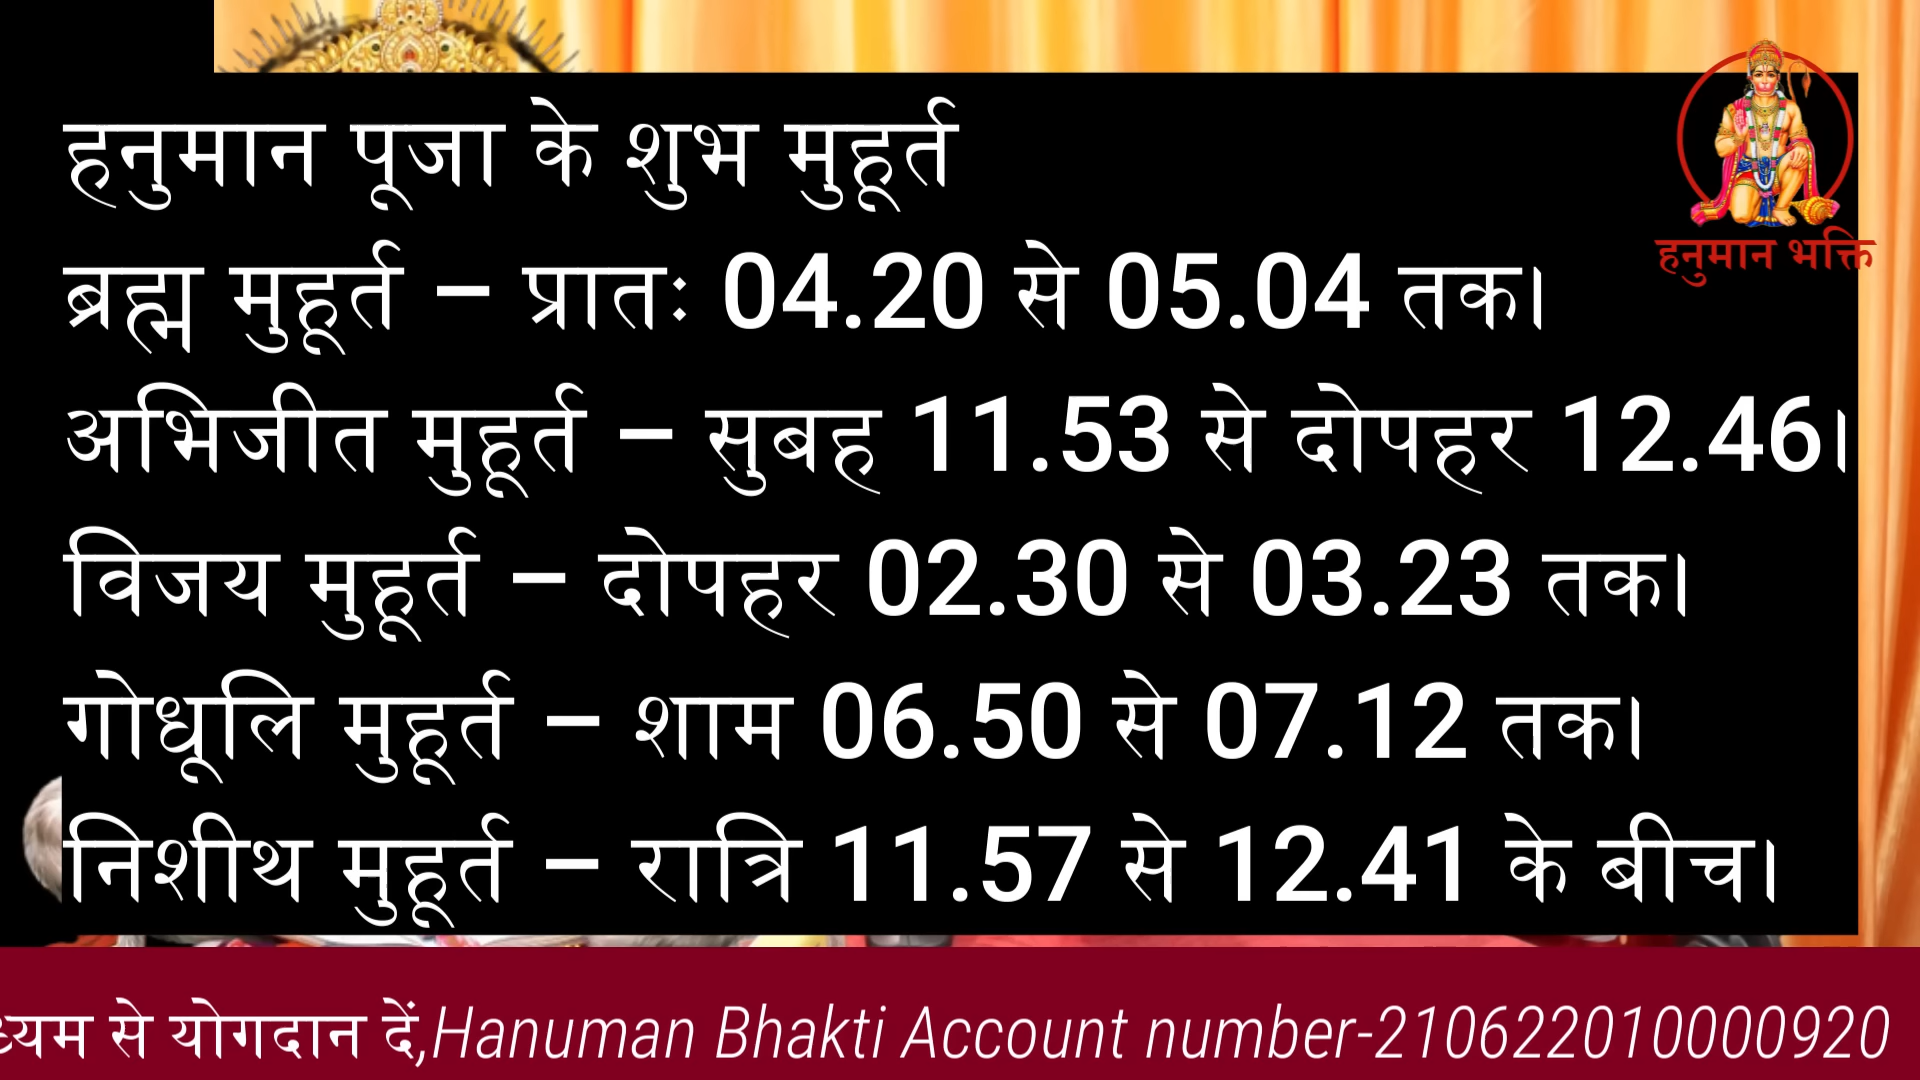 हनुमान पूजा के शुभ मुहूर्त
हनुमान भक्ति
ब्रह्म मुहूर्त – प्रातः 04.20 से 05.04 तक।
अभिजीत मुहूर्त – सुबह 11.53 से दोपहर 12.46।
विजय मुहूर्त – दोपहर 02.30 से 03.23 तक।
गोधूलि मुहूर्त – शाम 06.50 से 07.12 तक।
निशीथ मुहूर्त – रात्रि 11.57 से 12.41 के बीच।
से योगदान दें,Hanuman Bhakti Account number-210622010000920